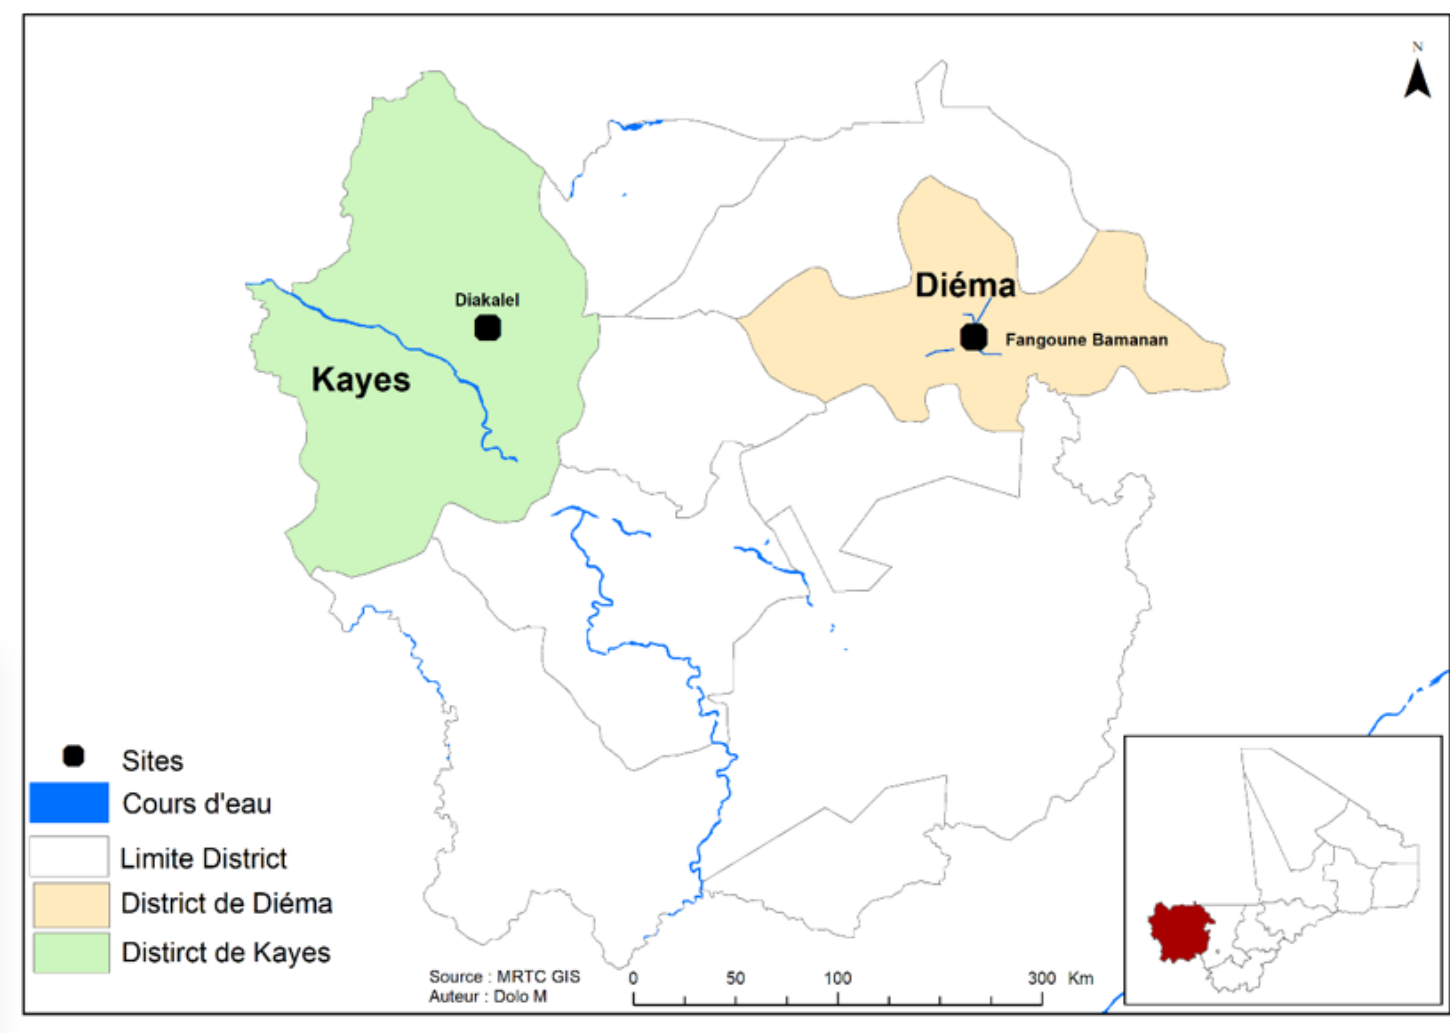 N
Diéma
Diakalel
Fangoune Bamanan
Kayes
Sites
Cours d'eau
Limite District
District de Diéma
Distirct de Kayes
Source : MRTC GIS
Auteur : Dolo M
0 50 100 300 Km